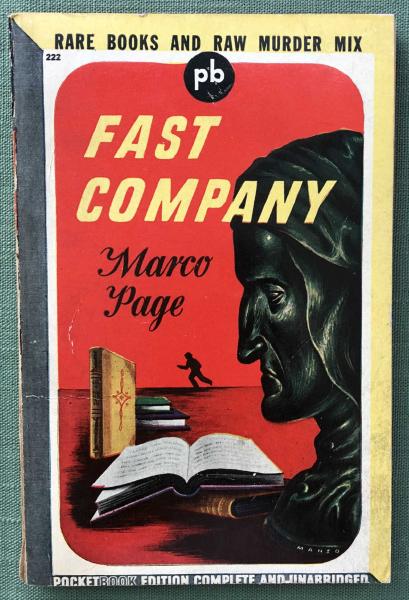 RARE BOOKS AND RAW MURDER MIX
222
pb
FAST
COMPANY
Marco
Page
MANSO
POCKETBOOK EDITION COMPLETE AND UNABRIDGED